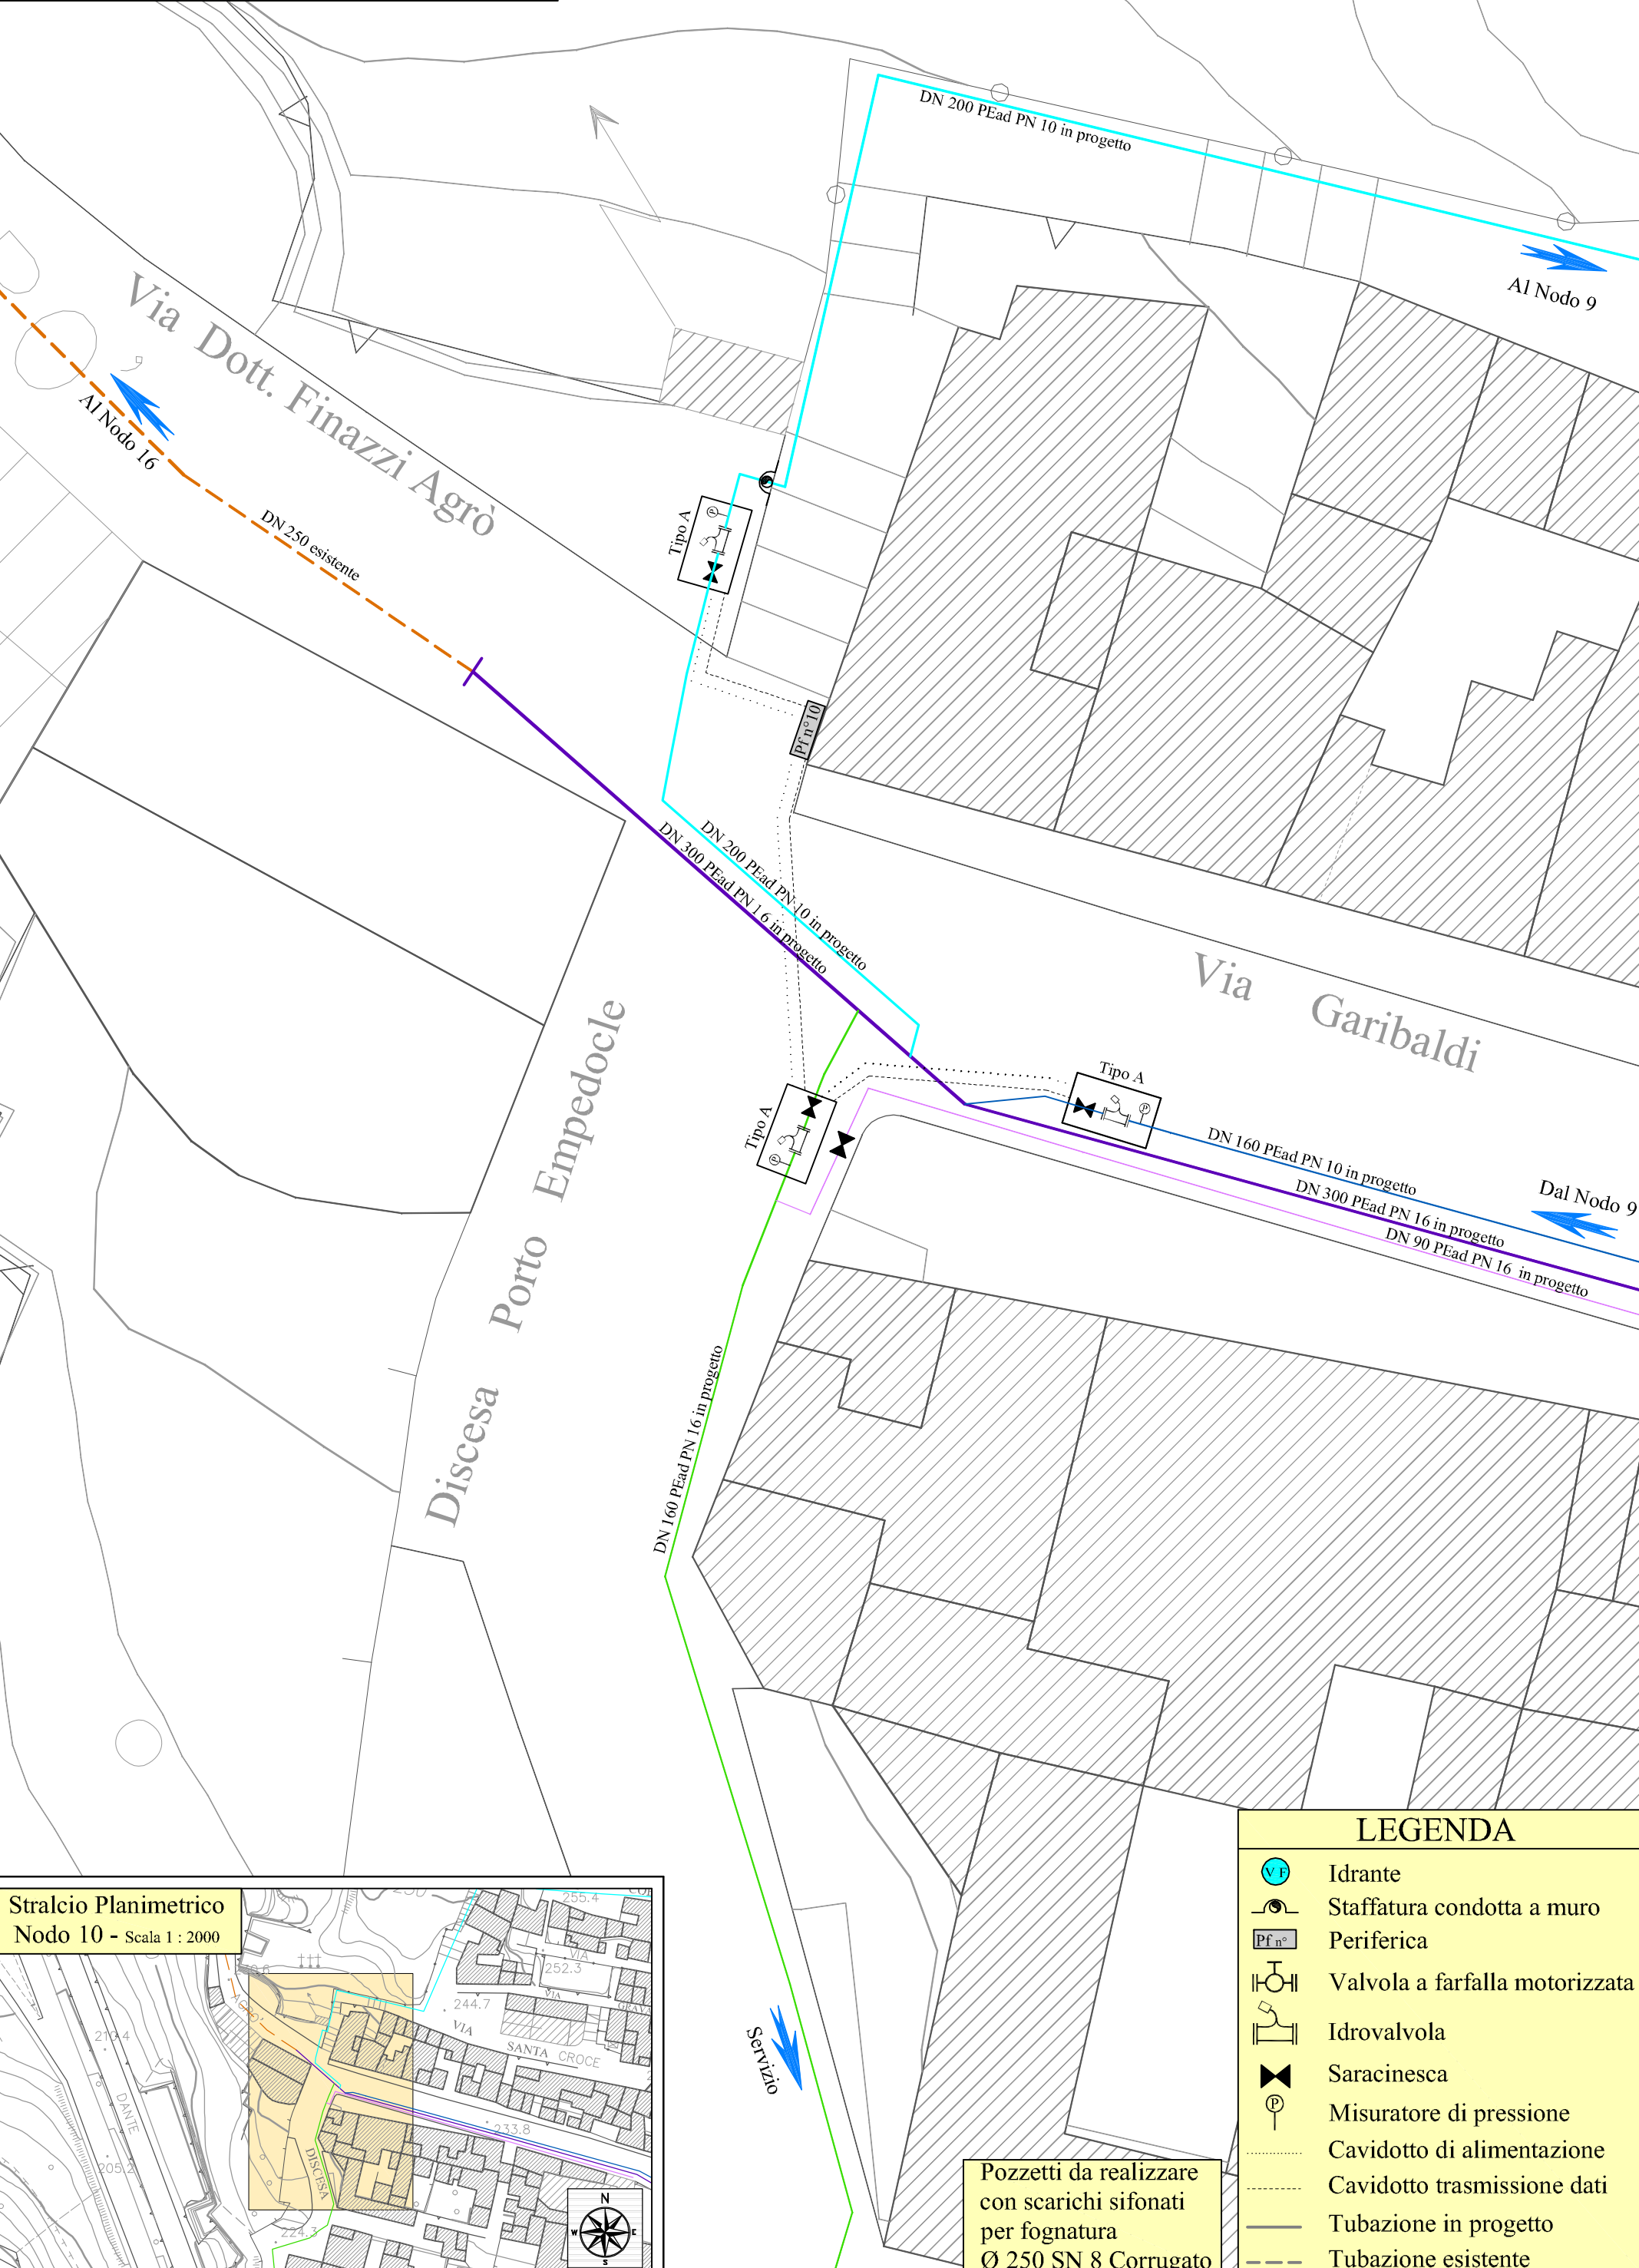 DN 200 PEad PN 10 in progetto
Al Nodo 9
Via Dott. Finazzi Agrò
Al Nodo 16
DN 250 esistente
Tipo A
P
Pf n°10
DN 200 PEad PN 10 in progetto
DN 300 PEad PN 16 in progetto
Via Garibaldi
Discesa Porto Empedocle
Tipo A
P
Tipo A
P
DN 160 PEad PN 10 in progetto
DN 300 PEad PN 16 in progetto
DN 90 PEad PN 16 in progetto
Dal Nodo 9
DN 160 PEad PN 16 in progetto
Servizio
Stralcio Planimetrico
Nodo 10 - Scala 1 : 2000
255.4
VIA
252.3
VIA
244.7
VIA
SANTA CROCE
233.8
210.4
DANTE
205.2
DISCESA
224.3
N
W E
S
Pozzetti da realizzare
con scarichi sifonati
per fognatura
Ø 250 SN 8 Corrugato
LEGENDA
V F Idrante
Staffatura condotta a muro
Pf n° Periferica
Valvola a farfalla motorizzata
Idrovalvola
Saracinesca
P Misuratore di pressione
Cavidotto di alimentazione
Cavidotto trasmissione dati
Tubazione in progetto
Tubazione esistente